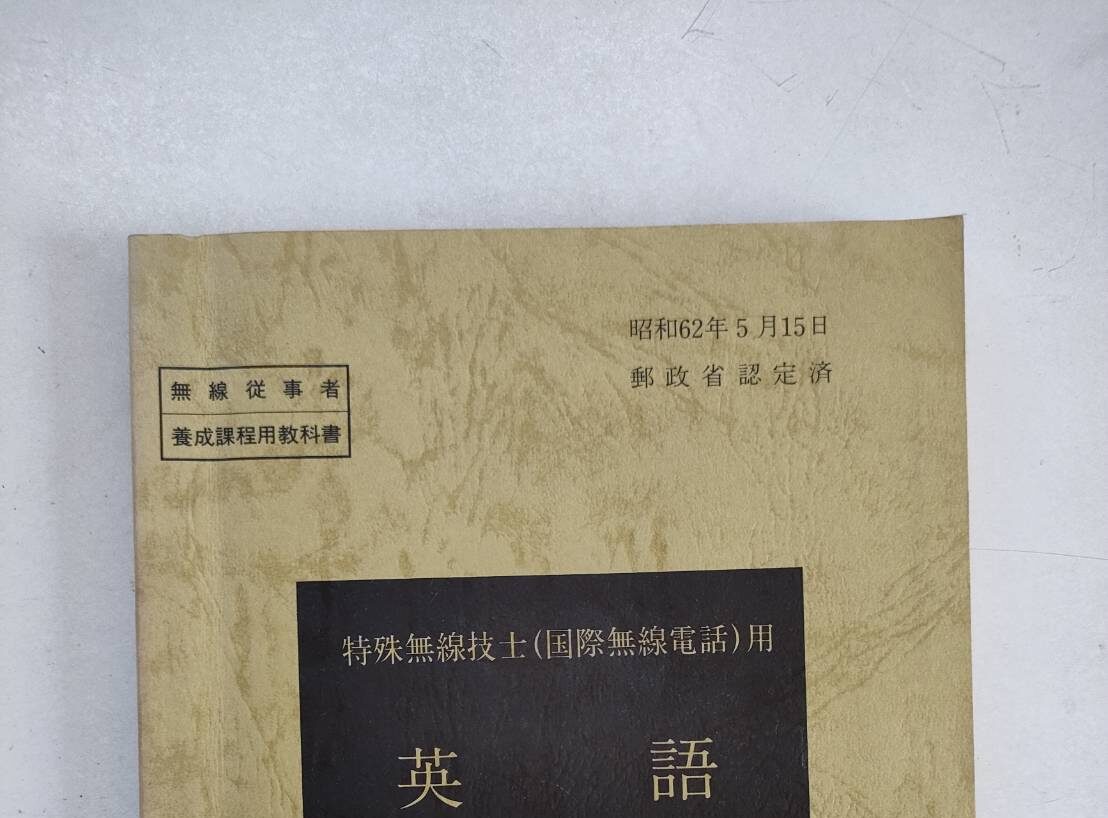 昭和62年5月15日
郵政省認定済
無線従事者
養成課程用教科書
特殊無線技士(国際無線電話)用
英語